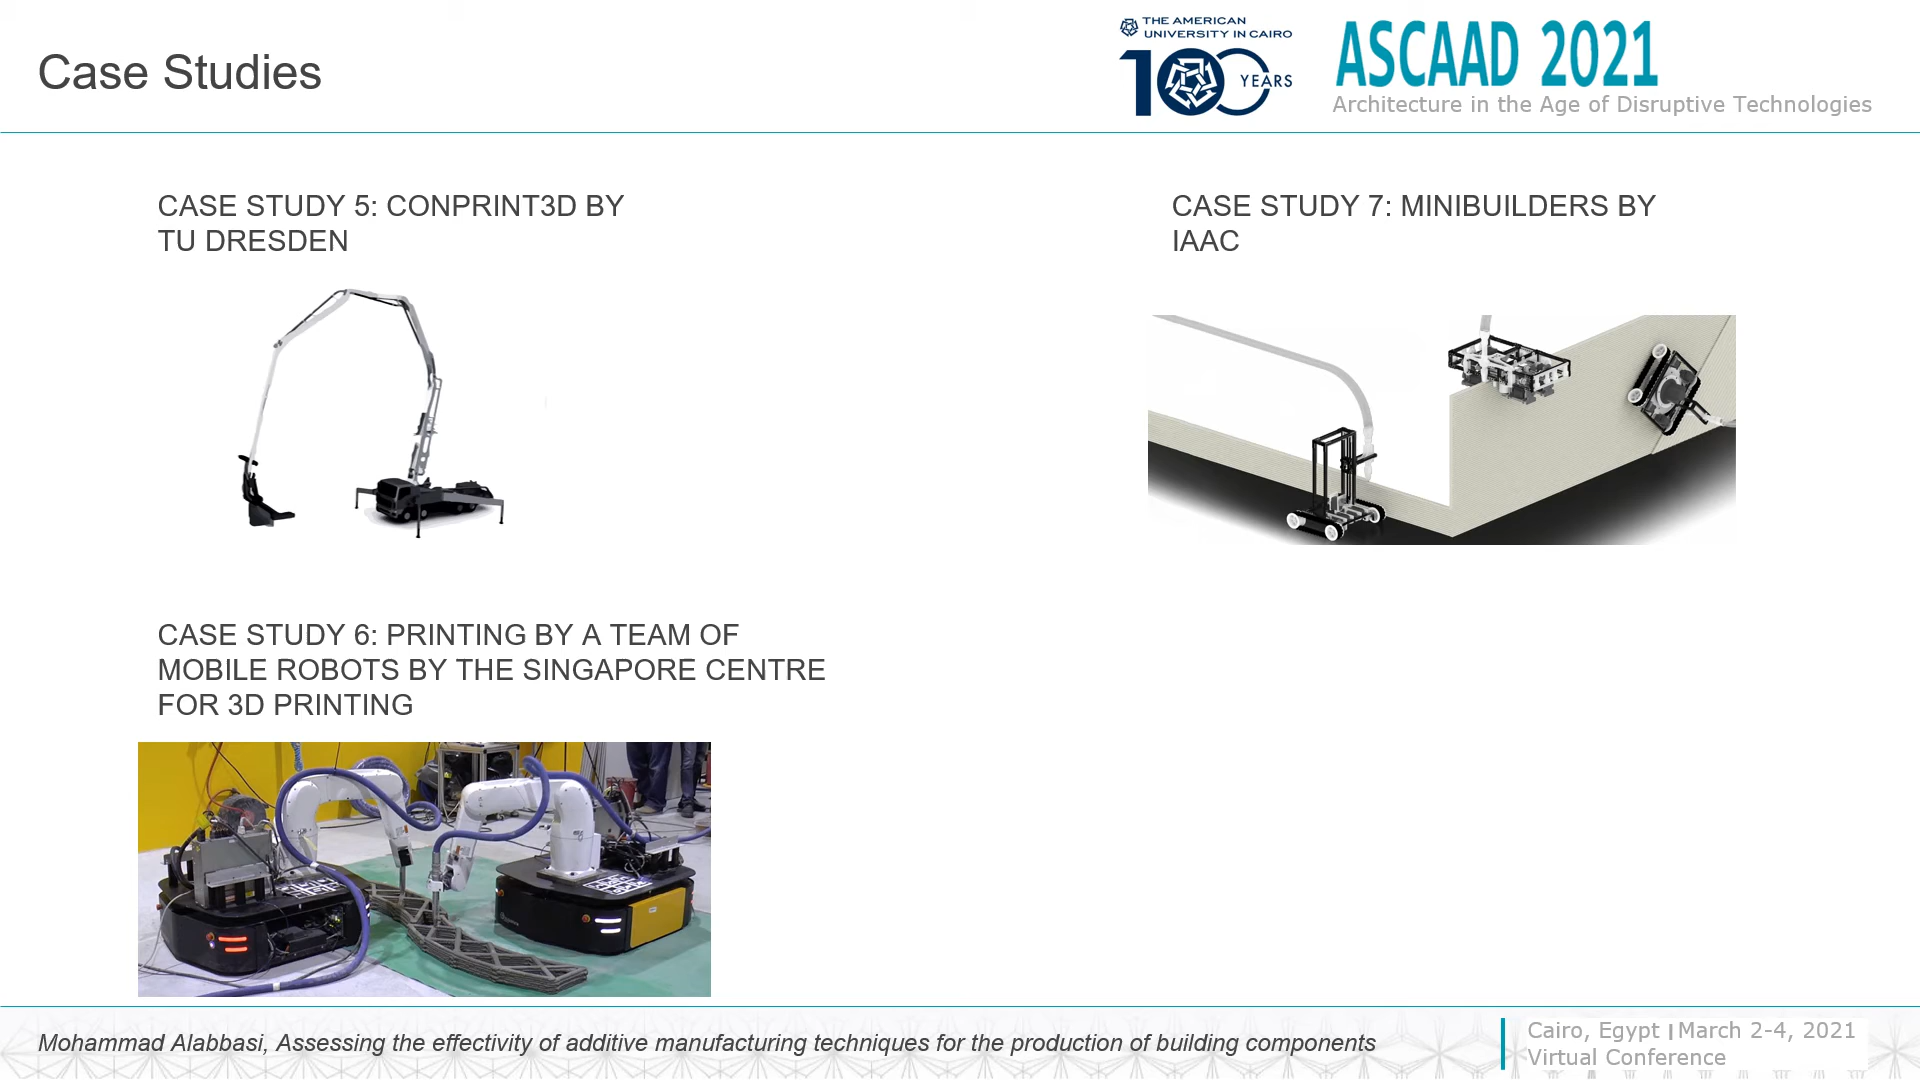 Case Studies
THE AMERICAN
UNIVERSITY IN CAIRO
100 YEARS
ASCAAD 2021
Architecture in the Age of Disruptive Technologies
CASE STUDY 5: CONPRINT3D BY
TU DRESDEN
CASE STUDY 7: MINIBUILDERS BY
IAAC
CASE STUDY 6: PRINTING BY A TEAM OF
MOBILE ROBOTS BY THE SINGAPORE CENTRE
FOR 3D PRINTING
Mohammad Alabbasi, Assessing the effectivity of additive manufacturing techniques for the production of building components
Cairo, Egypt | March 2-4, 2021
Virtual Conference